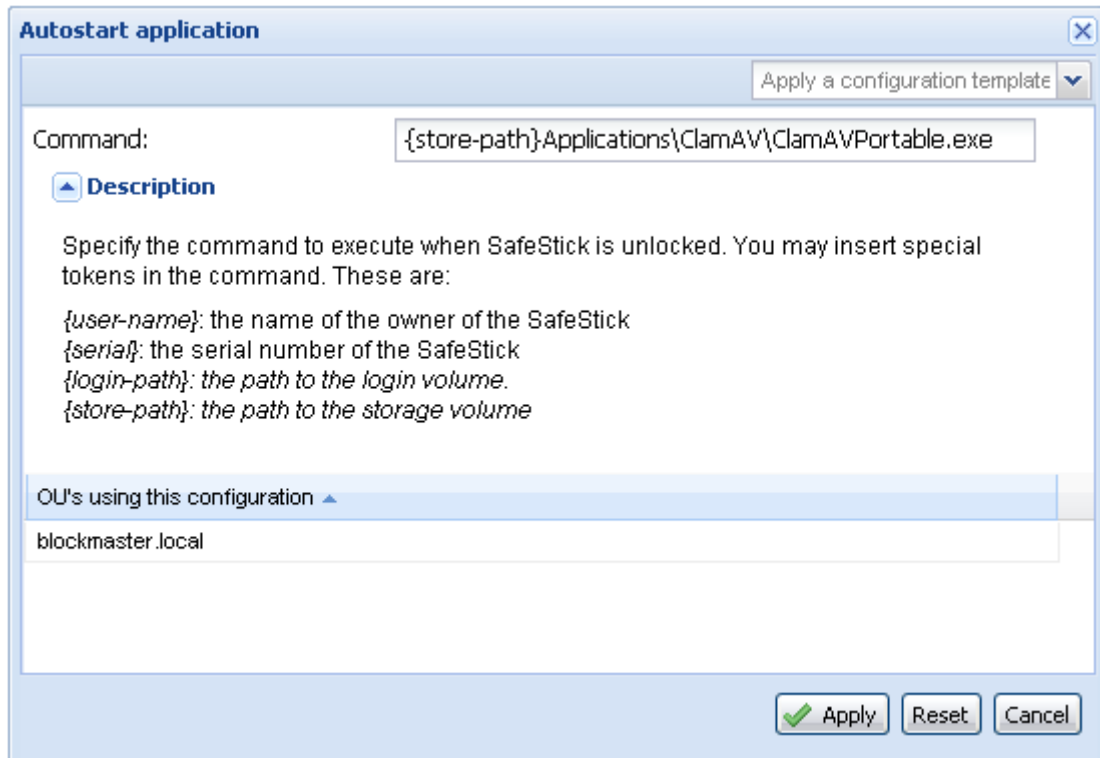 Autostart application
Apply a configuration template
Command:
{store-path}Applications\ClamAV\ClamAVPortable.exe
Description
Specify the command to execute when SafeStick is unlocked. You may insert special
tokens in the command. These are:
{user-name}: the name of the owner of the SafeStick
{serial}: the serial number of the SafeStick
{login-path}: the path to the login volume.
{store-path}: the path to the storage volume
OU's using this configuration
blockmaster.local
Apply
Reset
Cancel